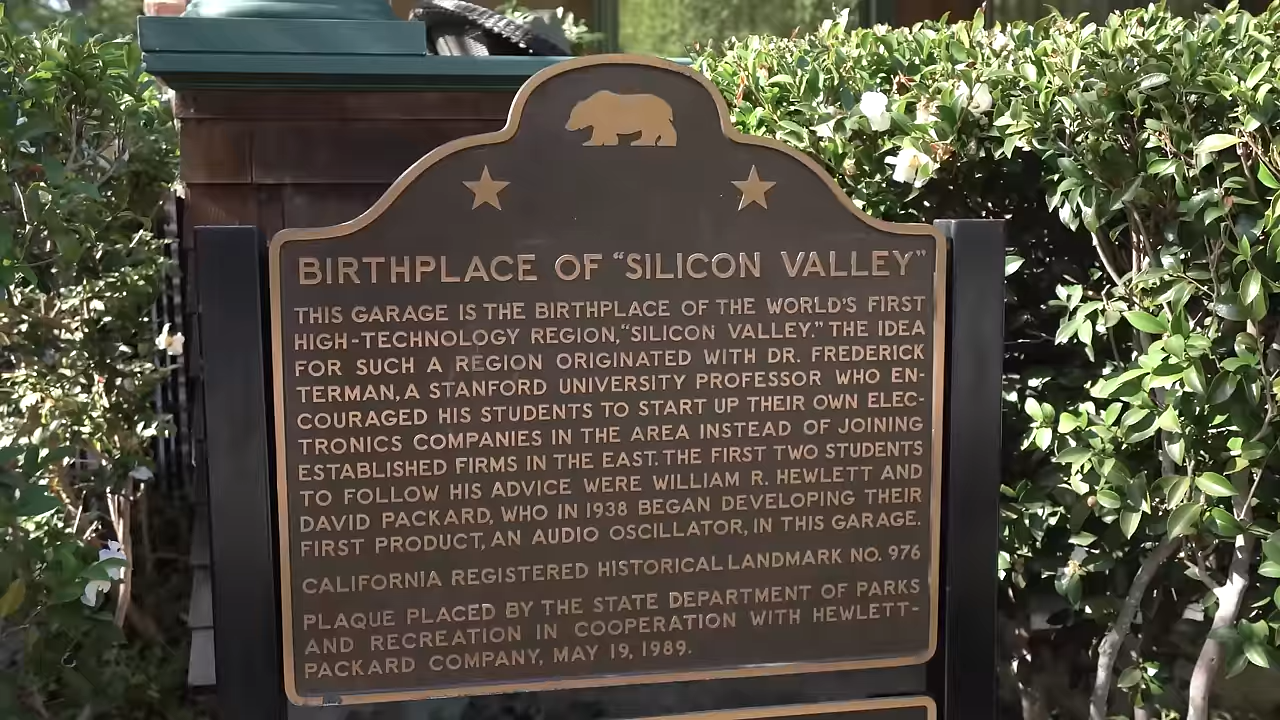 BIRTHPLACE OF "SILICON VALLEY"
THIS GARAGE IS THE BIRTHPLACE OF THE WORLD'S FIRST
HIGH-TECHNOLOGY REGION, "SILICON VALLEY." THE IDEA
FOR SUCH A REGION ORIGINATED WITH DR. FREDERICK
TERMAN, A STANFORD UNIVERSITY PROFESSOR WHO EN-
COURAGED HIS STUDENTS TO START UP THEIR OWN ELEC-
TRONICS COMPANIES IN THE AREA INSTEAD OF JOINING
ESTABLISHED FIRMS IN THE EAST. THE FIRST TWO STUDENTS
TO FOLLOW HIS ADVICE WERE WILLIAM R. HEWLETT AND
DAVID PACKARD, WHO IN 1938 BEGAN DEVELOPING THEIR
FIRST PRODUCT, AN AUDIO OSCILLATOR, IN THIS GARAGE.
CALIFORNIA REGISTERED HISTORICAL LANDMARK NO. 976
PLAQUE PLACED BY THE STATE DEPARTMENT OF PARKS
AND RECREATION IN COOPERATION WITH HEWLETT-
PACKARD COMPANY, MAY 19, 1989.